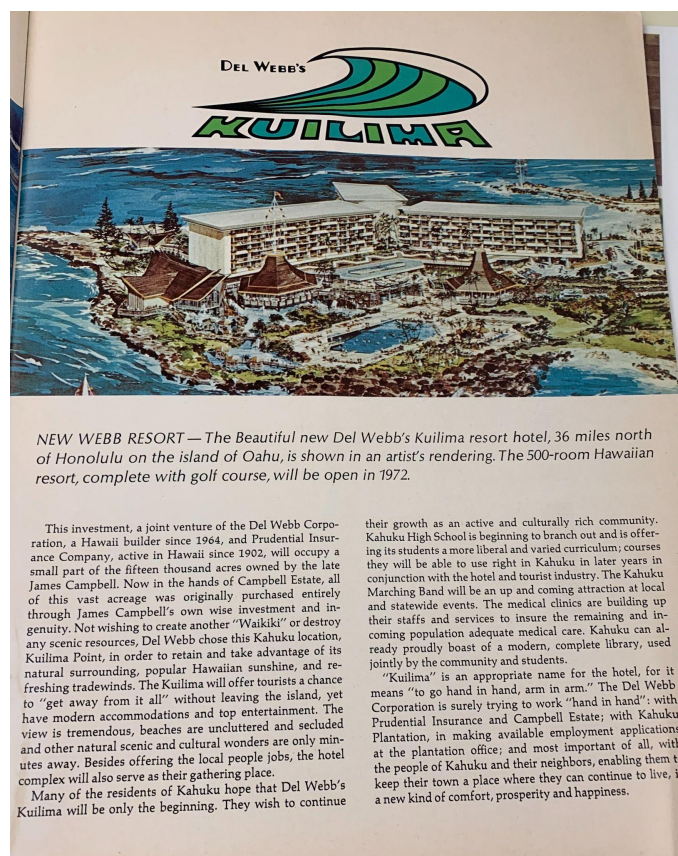 DEL WEBB'S
KUILIMA
NEW WEBB RESORT — The Beautiful new Del Webb's Kuilima resort hotel, 36 miles north
of Honolulu on the island of Oahu, is shown in an artist's rendering. The 500-room Hawaiian
resort, complete with golf course, will be open in 1972.
This investment, a joint venture of the Del Webb Corpo-
ration, a Hawaii builder since 1964, and Prudential Insur-
ance Company, active in Hawaii since 1902, will occupy a
small part of the fifteen thousand acres owned by the late
James Campbell. Now in the hands of Campbell Estate, all
of this vast acreage was originally purchased entirely
through James Campbell's own wise investment and in-
genuity. Not wishing to create another "Waikiki" or destroy
any scenic resources, Del Webb chose this Kahuku location,
Kuilima Point, in order to retain and take advantage of its
natural surrounding, popular Hawaiian sunshine, and re-
freshing tradewinds. The Kuilima will offer tourists a chance
to "get away from it all" without leaving the island, yet
have modern accommodations and top entertainment. The
view is tremendous, beaches are uncluttered and secluded
and other natural scenic and cultural wonders are only min-
utes away. Besides offering the local people jobs, the hotel
complex will also serve as their gathering place.
Many of the residents of Kahuku hope that Del Webb's
Kuilima will be only the beginning. They wish to continue
their growth as an active and culturally rich community.
Kahuku High School is beginning to branch out and is offer-
ing its students a more liberal and varied curriculum; courses
they will be able to use right in Kahuku in later years in
conjunction with the hotel and tourist industry. The Kahuku
Marching Band will be an up and coming attraction at local
and statewide events. The medical clinics are building up
their staffs and services to insure the remaining and in-
coming population adequate medical care. Kahuku can al-
ready proudly boast of a modern, complete library, used
jointly by the community and students.
"Kuilima" is an appropriate name for the hotel, for it
means "to go hand in hand, arm in arm." The Del Webb
Corporation is surely trying to work "hand in hand": with
Prudential Insurance and Campbell Estate; with Kahuku
Plantation, in making available employment applications
at the plantation office; and most important of all, with
the people of Kahuku and their neighbors, enabling them
keep their town a place where they can continue to live,
a new kind of comfort, prosperity and happiness.